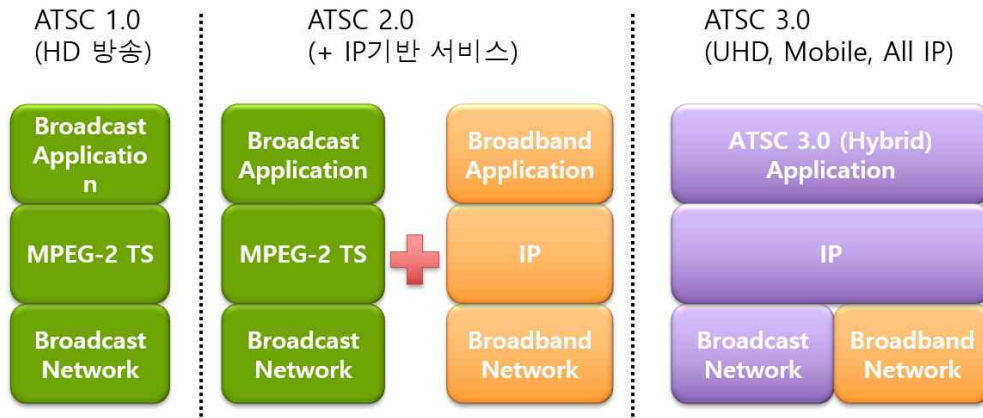 ATSC 1.0
(HD 방송)
Broadcast
Applicatio
n
MPEG-2 TS
Broadcast
Network
ATSC 2.0
(+ IP기반 서비스)
Broadcast
Application
MPEG-2 TS
Broadcast
Network
Broadband
Application
IP
Broadband
Network
ATSC 3.0
(UHD, Mobile, All IP)
ATSC 3.0 (Hybrid)
Application
IP
Broadcast
Network
Broadband
Network